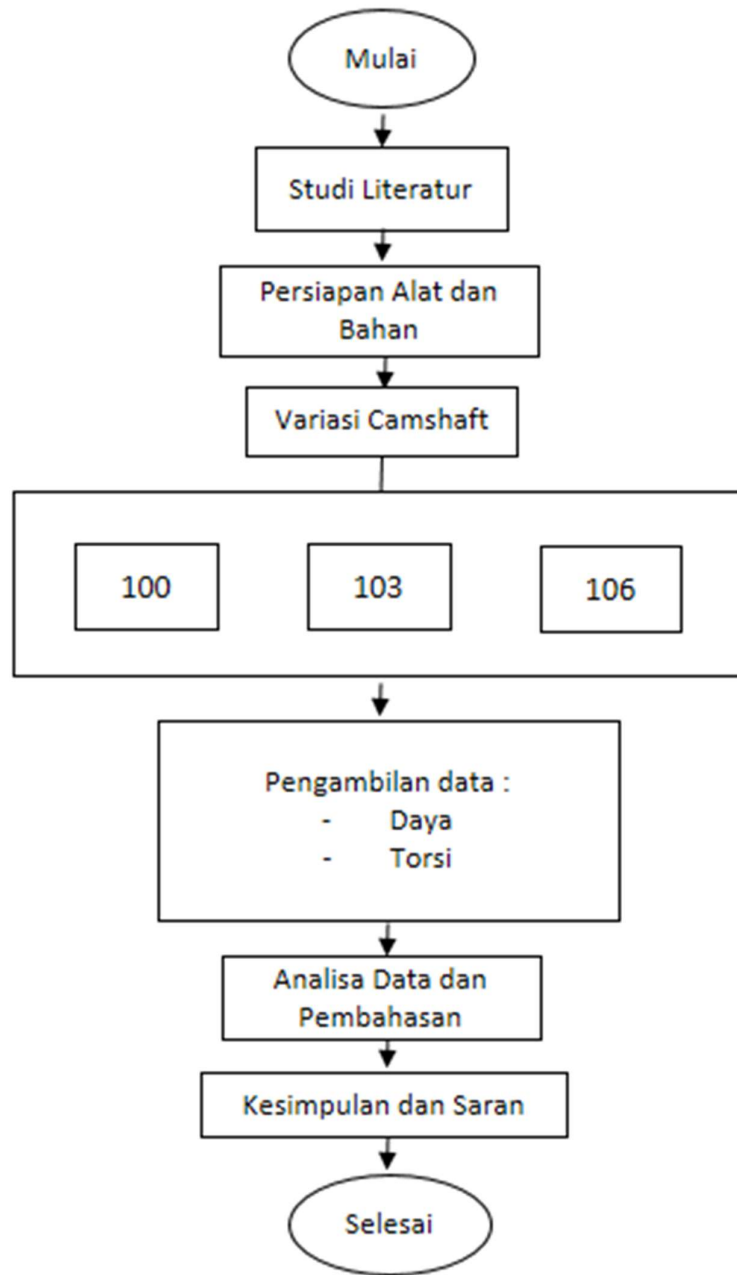 Mulai
Studi Literatur
Persiapan Alat dan
Bahan
Variasi Camshaft
100 103 106
Pengambilan data :
- Daya
- Torsi
Analisa Data dan
Pembahasan
Kesimpulan dan Saran
Selesai